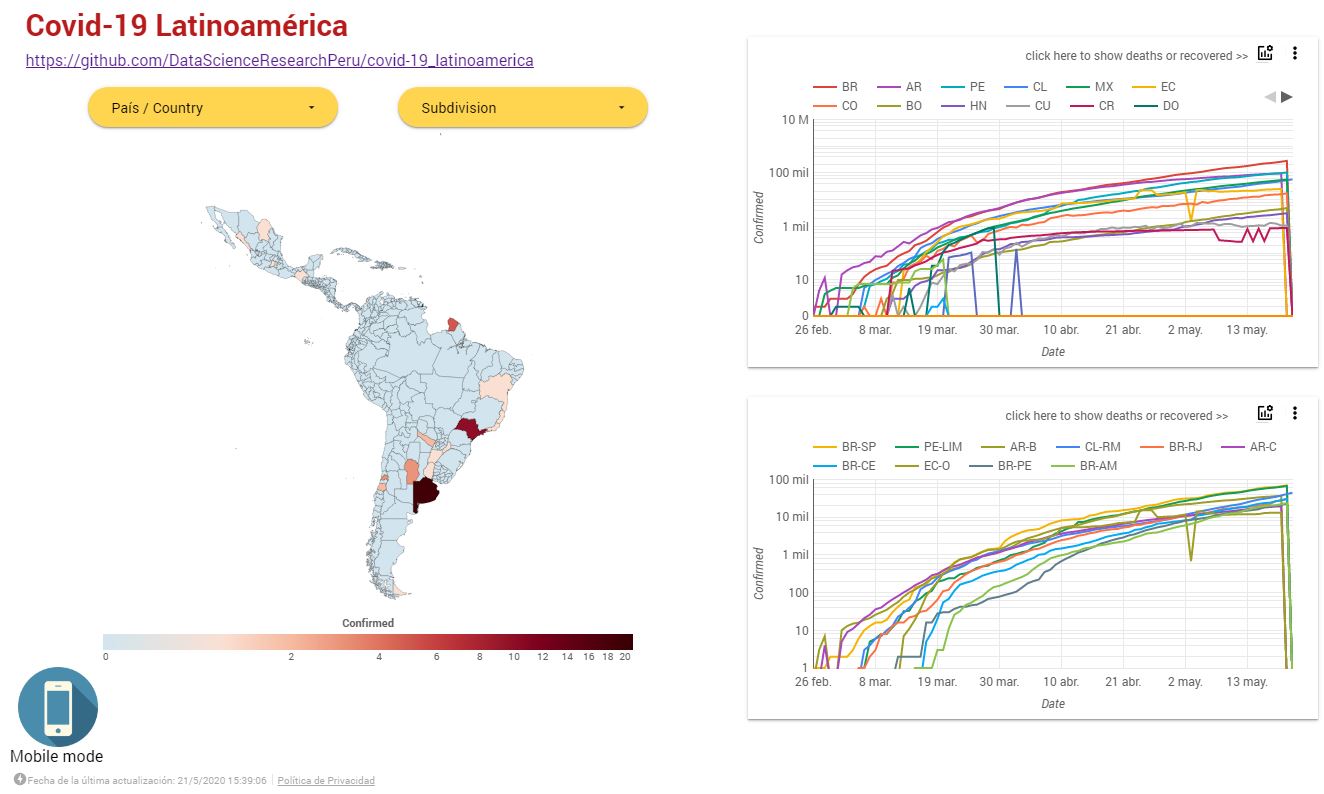 Covid-19 Latinoamérica
https://github.com/DataScienceResearchPeru/covid-19_latinoamerica
País / Country
Subdivision
Confirmed
0 2 4 6 8 10 12 14 16 18 20
Mobile mode
Fecha de la última actualización: 21/5/2020 15:39:06 Política de Privacidad
click here to show deaths or recovered >>
BR AR PE CL MX EC
CO BO HN CU CR DO
10 M
100 mil
1 mil
10
0
Confirmed
26 feb. 8 mar. 19 mar. 30 mar. 10 abr. 21 abr. 2 may. 13 may.
Date
click here to show deaths or recovered >>
BR-SP PE-LIM AR-B CL-RM BR-RJ AR-C
BR-CE EC-O BR-PE BR-AM
100 mil
10 mil
1 mil
100
10
1
Confirmed
26 feb. 8 mar. 19 mar. 30 mar. 10 abr. 21 abr. 2 may. 13 may.
Date